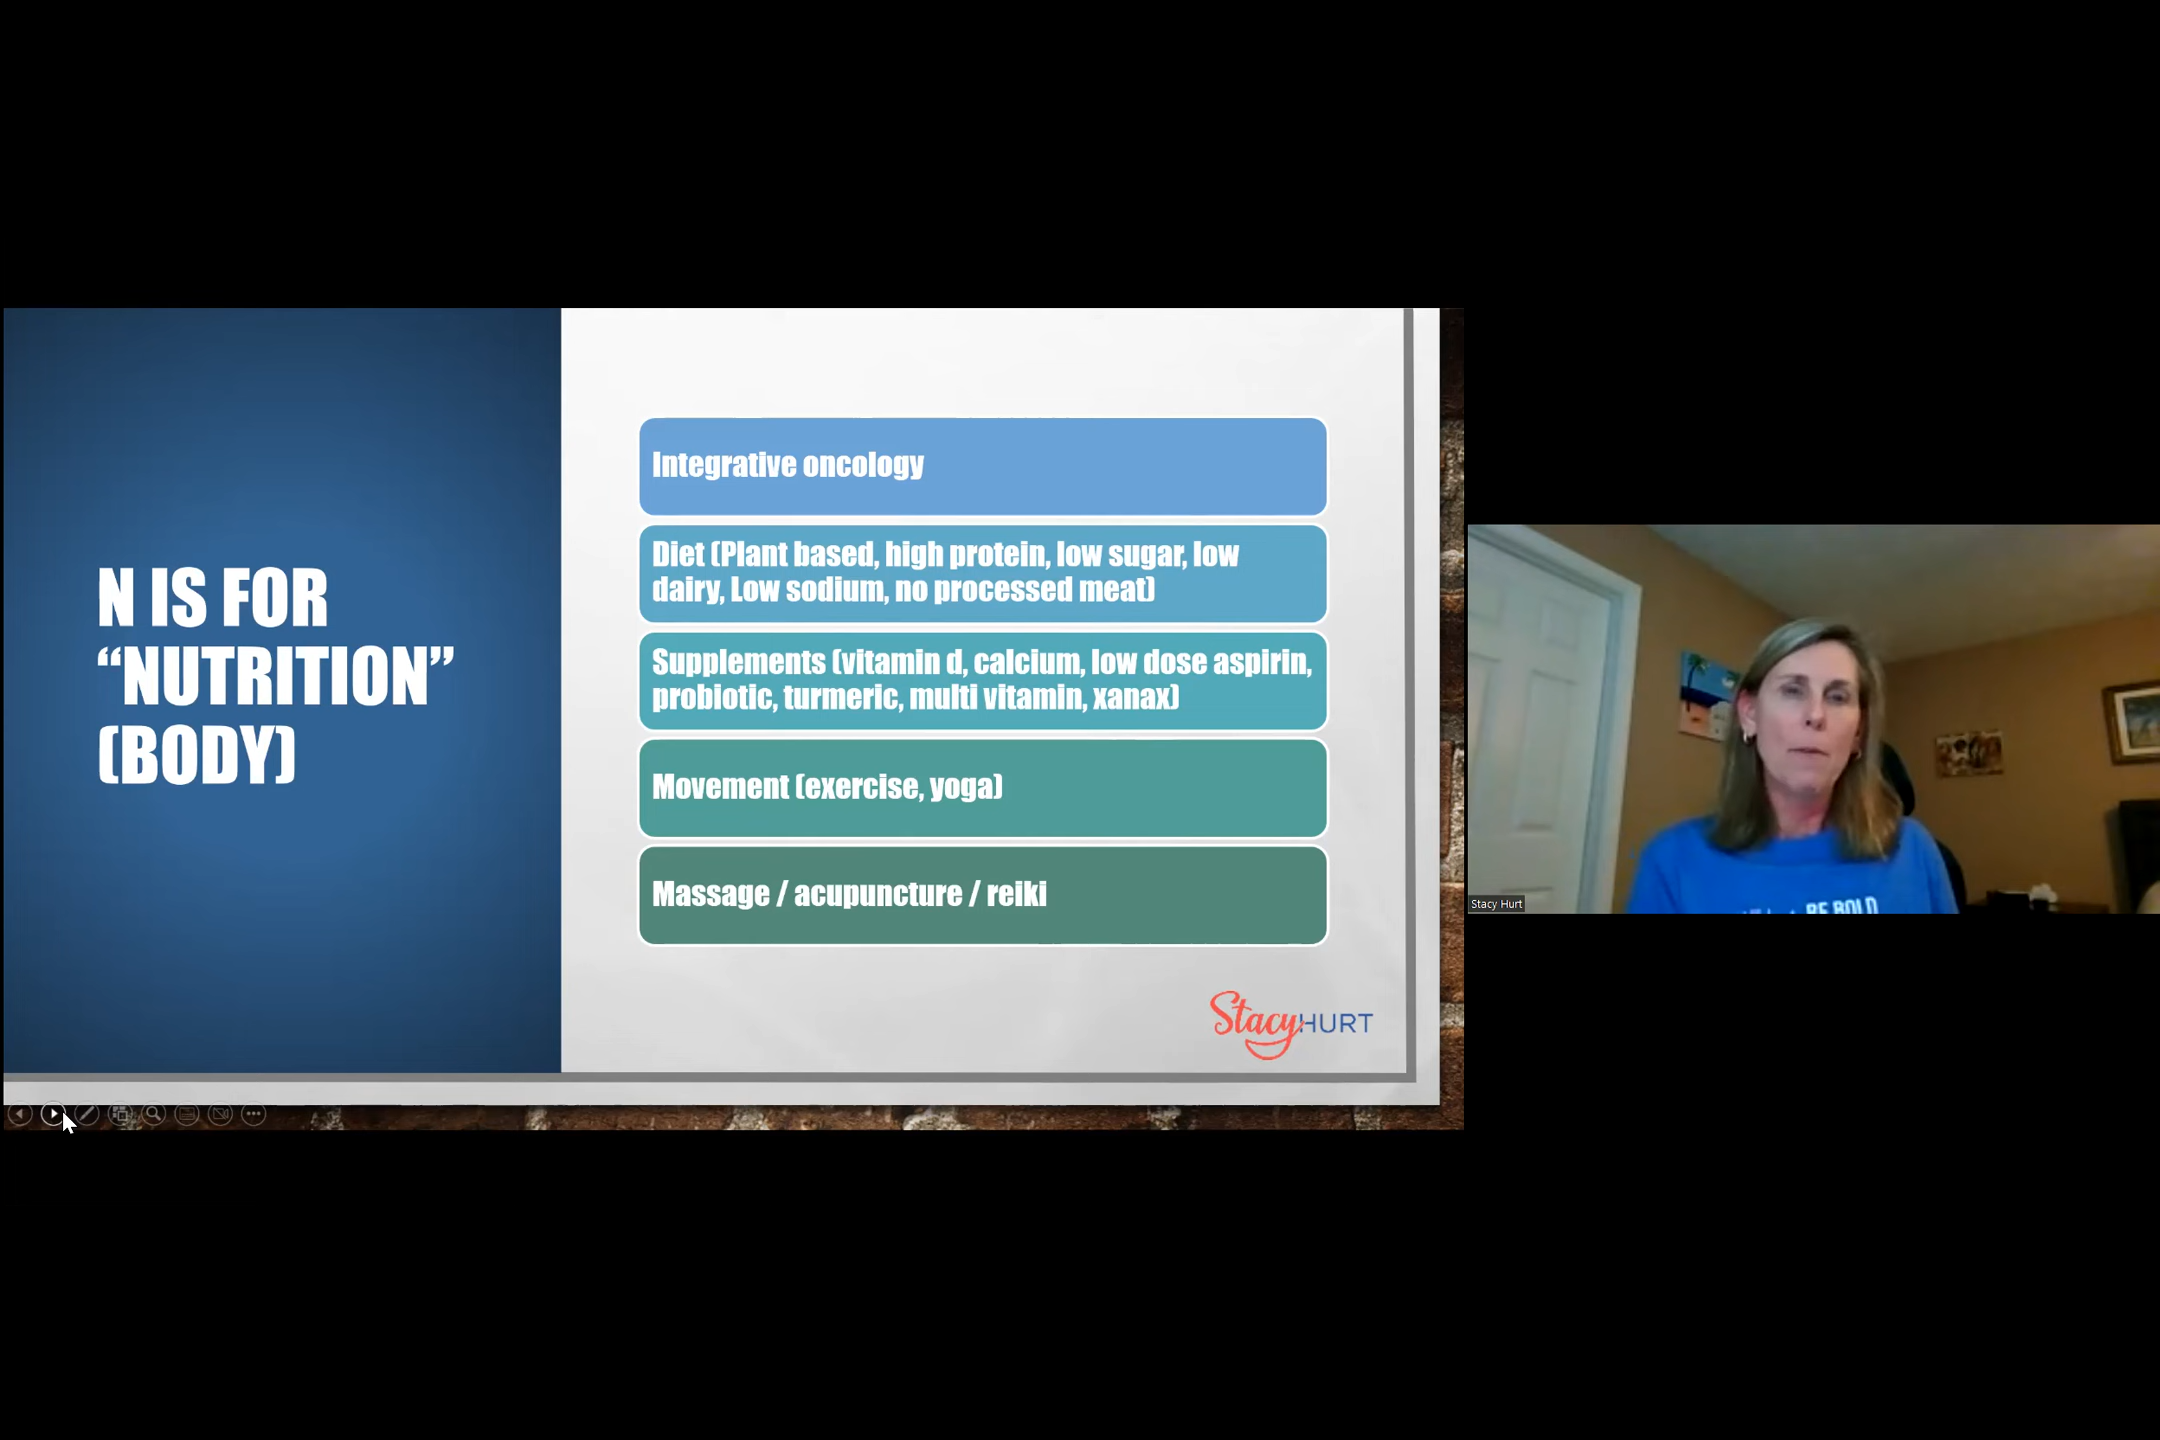 N IS FOR
“NUTRITION”
(BODY)
Integrative oncology
Diet (Plant based, high protein, low sugar, low
dairy, Low sodium, no processed meat)
Supplements (vitamin d, calcium, low dose aspirin,
probiotic, turmeric, multi vitamin, xanax)
Movement (exercise, yoga)
Massage / acupuncture / reiki
StacyHURT
BE BOLD
Stacy Hurt